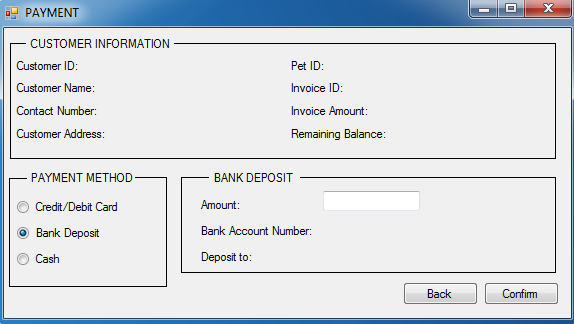 PAYMENT
CUSTOMER INFORMATION
Customer ID:
Pet ID:
Customer Name:
Invoice ID:
Contact Number:
Invoice Amount:
Customer Address:
Remaining Balance:
PAYMENT METHOD
Credit/Debit Card
Bank Deposit
Cash
BANK DEPOSIT
Amount:
Bank Account Number:
Deposit to:
Back
Confirm